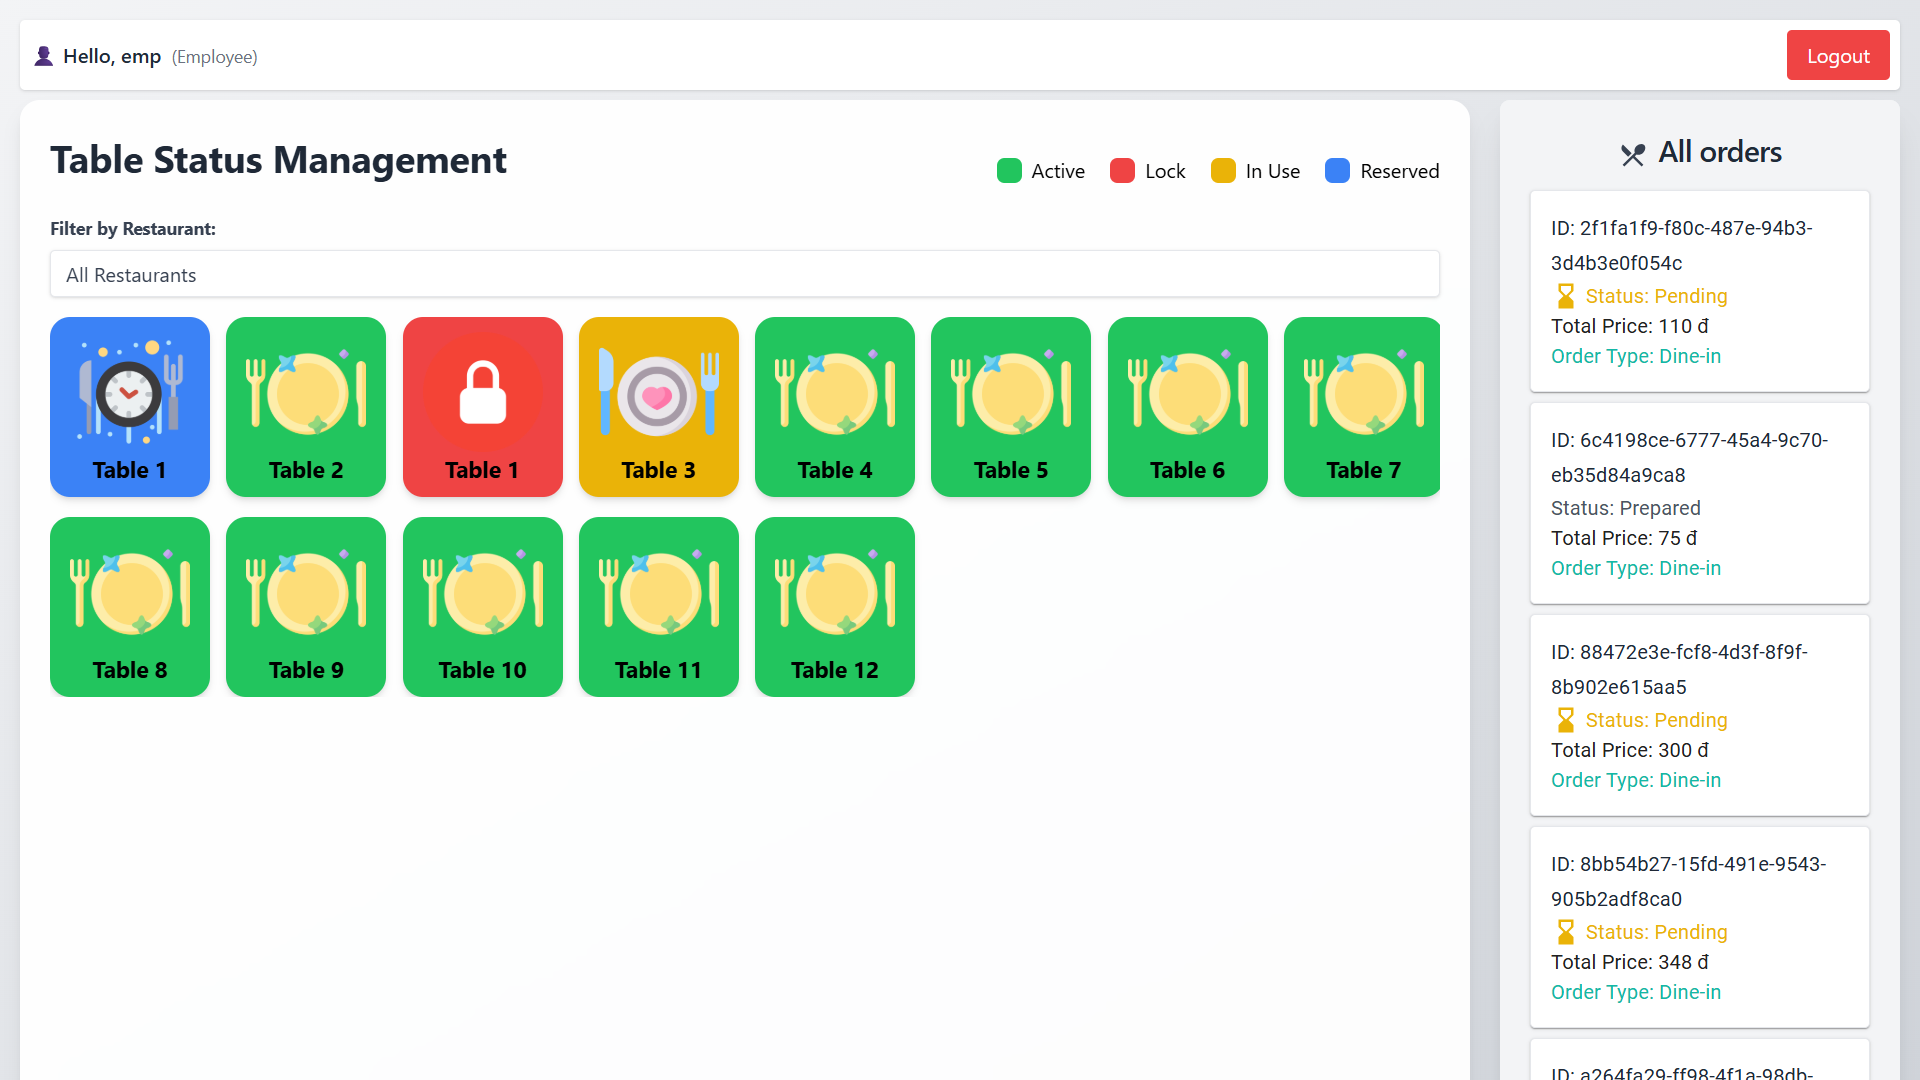 Hello, emp (Employee)
Logout
Table Status Management
Active
Lock
In Use
Reserved
Filter by Restaurant:
All Restaurants
Table 1
Table 2
Table 1
Table 3
Table 4
Table 5
Table 6
Table 7
Table 8
Table 9
Table 10
Table 11
Table 12
All orders
ID: 2f1fa1f9-f80c-487e-94b3-
3d4b3e0f054c
Status: Pending
Total Price: 110 đ
Order Type: Dine-in
ID: 6c4198ce-6777-45a4-9c70-
eb35d84a9ca8
Status: Prepared
Total Price: 75 đ
Order Type: Dine-in
ID: 88472e3e-fcf8-4d3f-8f9f-
8b902e615aa5
Status: Pending
Total Price: 300 đ
Order Type: Dine-in
ID: 8bb54b27-15fd-491e-9543-
905b2adf8ca0
Status: Pending
Total Price: 348 đ
Order Type: Dine-in
ID: a264fa29-ff98-4f1a-98db-